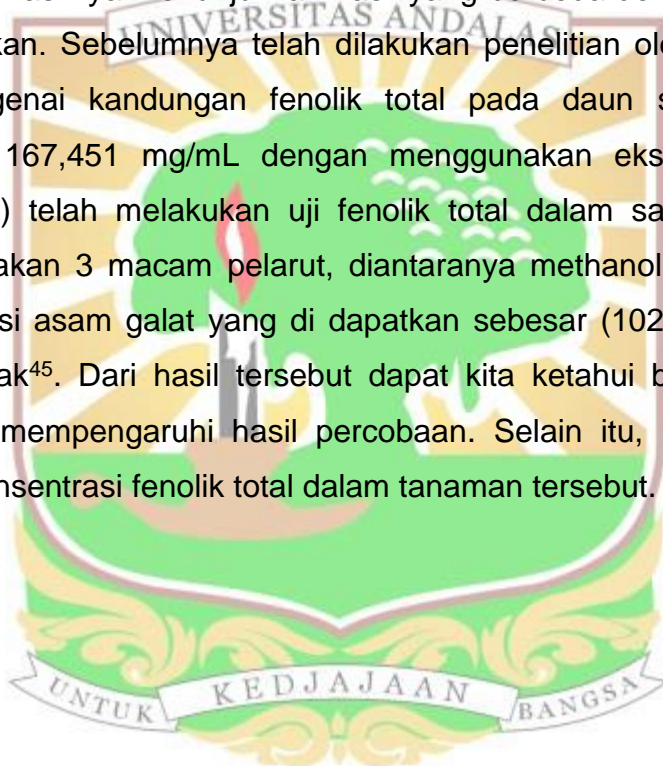 UNIVERSITAS ANDALAS
kan. Sebelumnya telah dilakukan penelitian ol
genai kandungan fenolik total pada daun s
167,451 mg/mL dengan menggunakan eks
) telah melakukan uji fenolik total dalam sa
akan 3 macam pelarut, diantaranya methanol
si asam galat yang di dapatkan sebesar (102
ak⁴⁵. Dari hasil tersebut dapat kita ketahui b
mempengaruhi hasil percobaan. Selain itu,
nsentrasi fenolik total dalam tanaman tersebut.
UNTUK KEDJAJAAN BANGSA